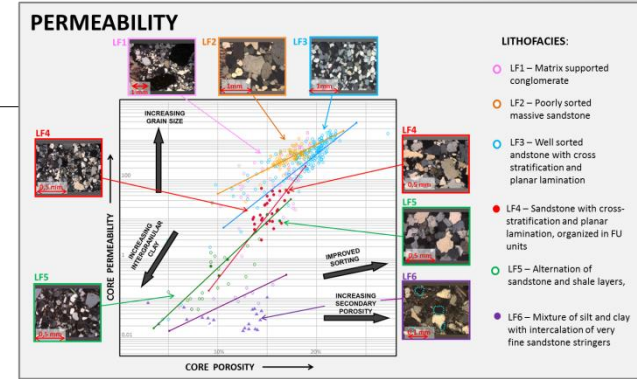 PERMEABILITY
LF1
LF2
LF3
1mm
1mm
LF4
0,5 mm
LF5
0,5 mm
LF4
0,5 mm
LF5
0,5 mm
LF6
INCREASING
GRAIN SIZE
INCREASING
INTERGRANULAR
CLAY
IMPROVED
SORTING
INCREASING
SECONDARY
POROSITY
CORE PERMEABILITY
100
1
0.01
10%
20%
CORE POROSITY
LITHOFACIES:
LF1 – Matrix supported
conglomerate
LF2 – Poorly sorted
massive sandstone
LF3 – Well sorted
andstone with cross
stratification and
planar lamination
LF4 – Sandstone with cross-
stratification and planar
lamination, organized in FU
units
LF5 – Alternation of
sandstone and shale layers,
LF6 – Mixture of silt and clay
with intercalation of very
fine sandstone stringers